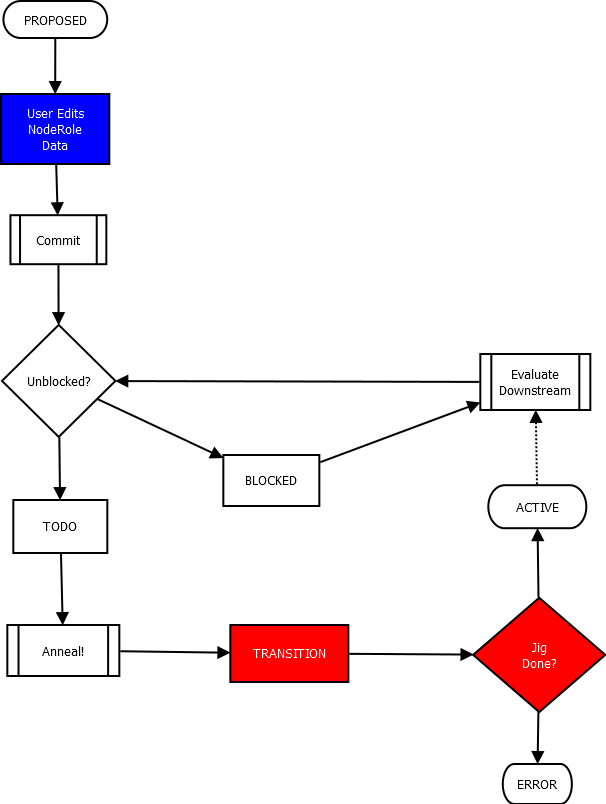 PROPOSED
User Edits
NodeRole
Data
Commit
Unblocked?
Evaluate
Downstream
BLOCKED
TODO
ACTIVE
Anneal!
TRANSITION
Jig
Done?
ERROR